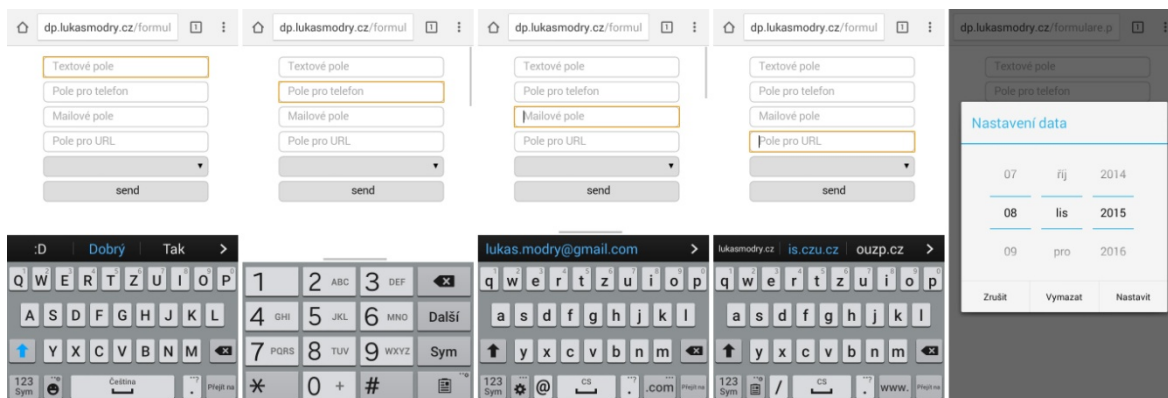 dp.lukasmodry.cz/formul 1
Textové pole
Pole pro telefon
Mailové pole
Pole pro URL
send
:D Dobrý Tak >
Q W E R T Z U I O P
A S D F G H J K L
Y X C V B N M
123 Sym Čeština . Přejít na
dp.lukasmodry.cz/formul 1
Textové pole
Pole pro telefon
Mailové pole
Pole pro URL
send
1 2 ABC 3 DEF
4 GHI 5 JKL 6 MNO Další
7 PQRS 8 TUV 9 WXYZ Sym
* 0 + #
dp.lukasmodry.cz/formul 1
Textové pole
Pole pro telefon
Mailové pole
Pole pro URL
send
lukas.modry@gmail.com >
q w e r t z u i o p
a s d f g h j k l
y x c v b n m
123 Sym @ CS . .com Přejít na
dp.lukasmodry.cz/formul 1
Textové pole
Pole pro telefon
Mailové pole
Pole pro URL
send
lukasmodry.cz is.czu.cz ouzp.cz >
q w e r t z u i o p
a s d f g h j k l
y x c v b n m
123 Sym / CS . www. Přejít na
dp.lukasmodry.cz/formulare.p 1
Textové pole
Pole pro telefon
Nastavení data
07 říj 2014
08 lis 2015
09 pro 2016
Zrušit Vymazat Nastavit